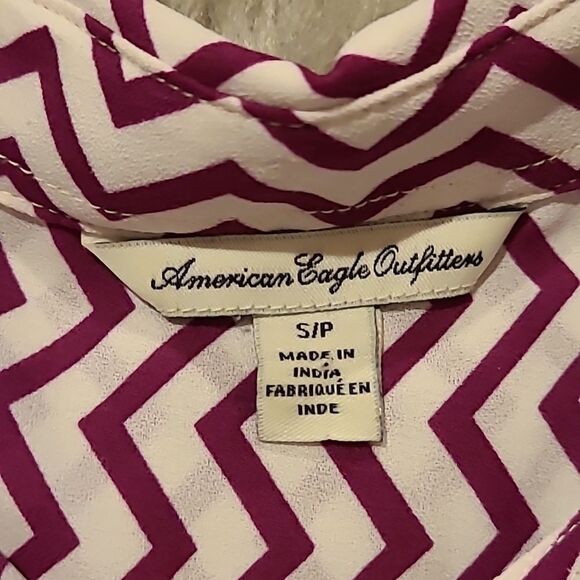 American Eagle Outfitters
S/P
MADE IN
INDIA
FABRIQUÉ EN
INDE